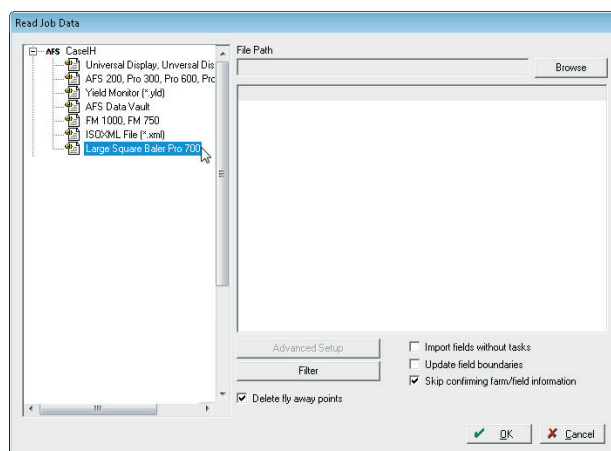 Read Job Data
AFS CaseIH
Universal Display, Unversal Dis
AFS 200, Pro 300, Pro 600, Pro
Yield Monitor (*.yld)
AFS Data Vault
FM 1000, FM 750
ISOXML File (*.xml)
Large Square Baler Pro 700
File Path
Browse
Advanced Setup
Filter
Delete fly away points
Import fields without tasks
Update field boundaries
Skip confirming farm/field information
OK
Cancel